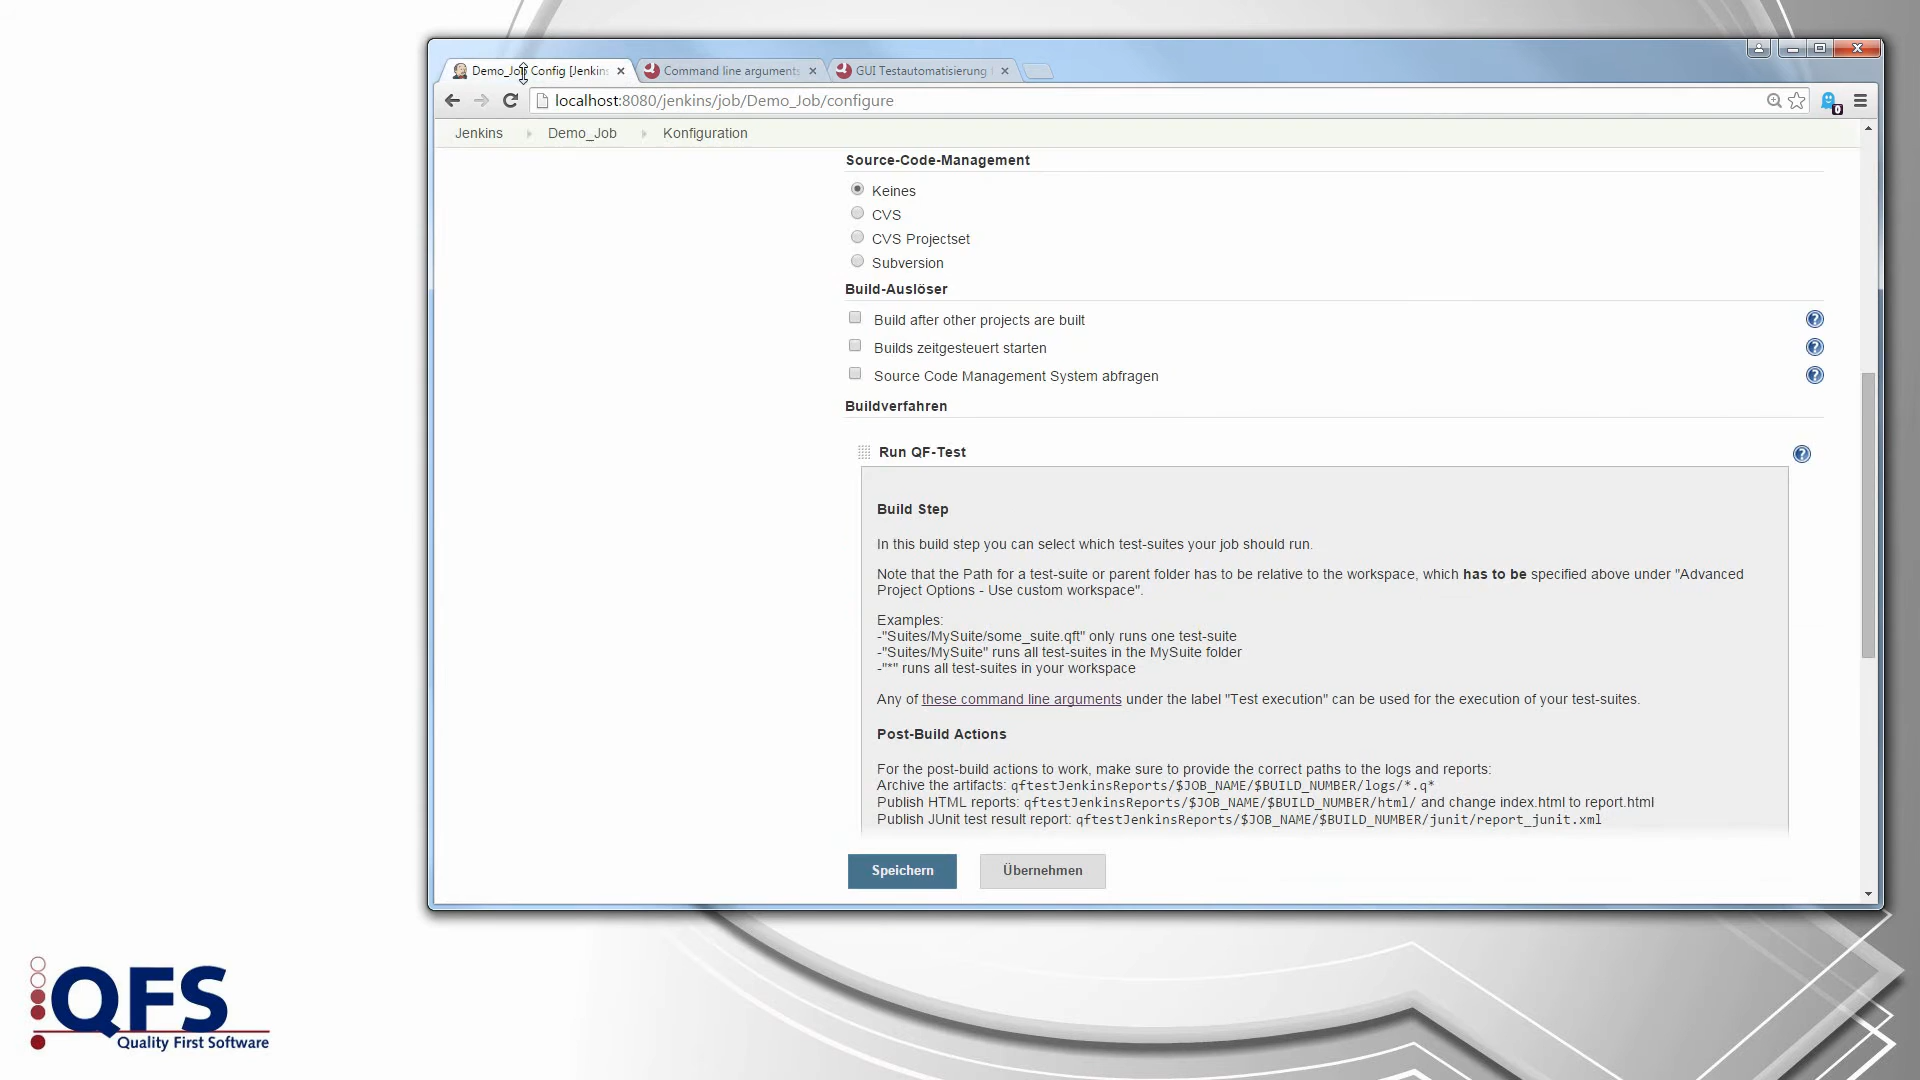 Demo_Job Config [Jenkins
Command line arguments
GUI Testautomatisierung
localhost:8080/jenkins/job/Demo_Job/configure
0
Jenkins Demo_Job Konfiguration
Source-Code-Management
Keines
CVS
CVS Projectset
Subversion
Build-Auslöser
Build after other projects are built
Builds zeitgesteuert starten
Source Code Management System abfragen
Buildverfahren
Run QF-Test
Build Step
In this build step you can select which test-suites your job should run.
Note that the Path for a test-suite or parent folder has to be relative to the workspace, which has to be specified above under "Advanced
Project Options - Use custom workspace".
Examples:
-"Suites/MySuite/some_suite.qft" only runs one test-suite
-"Suites/MySuite" runs all test-suites in the MySuite folder
-"*" runs all test-suites in your workspace
Any of these command line arguments under the label "Test execution" can be used for the execution of your test-suites.
Post-Build Actions
For the post-build actions to work, make sure to provide the correct paths to the logs and reports:
Archive the artifacts: qftestJenkinsReports/$JOB_NAME/$BUILD_NUMBER/logs/*.q*
Publish HTML reports: qftestJenkinsReports/$JOB_NAME/$BUILD_NUMBER/html/ and change index.html to report.html
Publish JUnit test result report: qftestJenkinsReports/$JOB_NAME/$BUILD_NUMBER/junit/report_junit.xml
Speichern
Übernehmen
QFS
Quality First Software